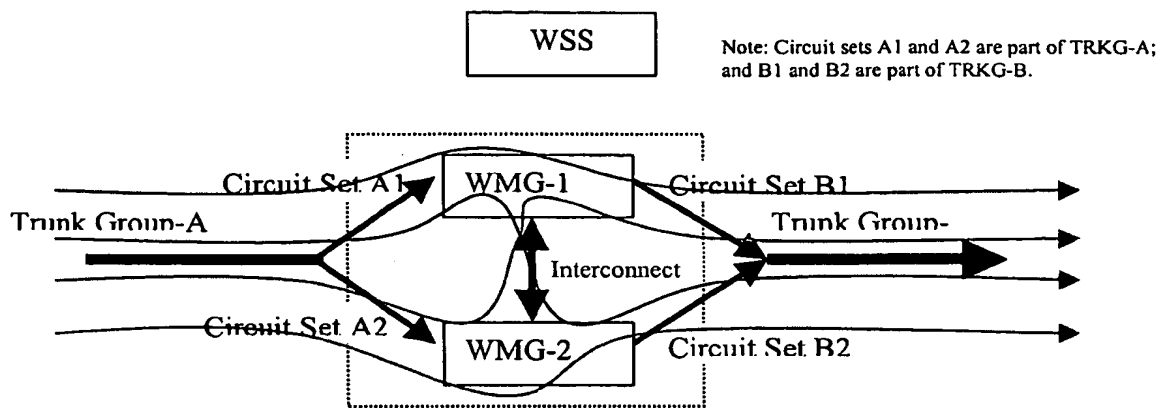 WSS
Note: Circuit sets A1 and A2 are part of TRKG-A;
and B1 and B2 are part of TRKG-B.
Circuit Set A1
WMG-1
Circuit Set B1
Trunk Group-A
Trunk Group-
Interconnect
Circuit Set A2
WMG-2
Circuit Set B2